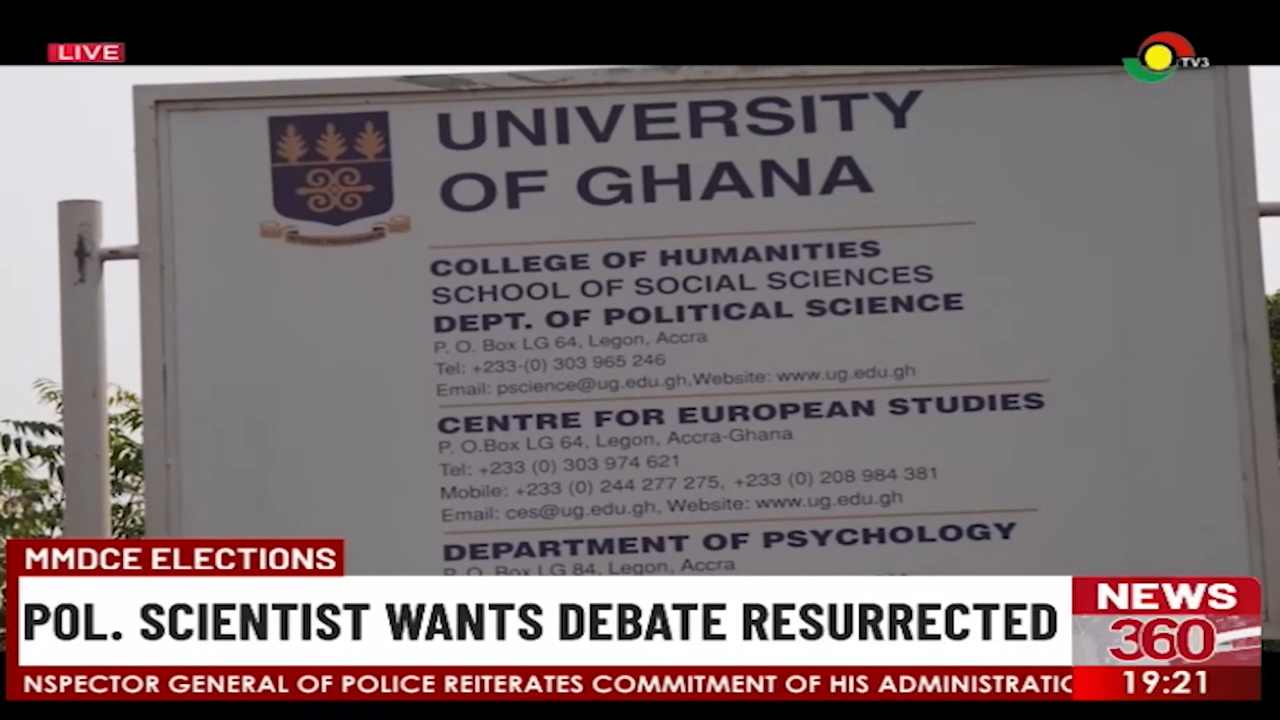 LIVE
TV3
UNIVERSITY
OF GHANA
COLLEGE OF HUMANITIES
SCHOOL OF SOCIAL SCIENCES
DEPT. OF POLITICAL SCIENCE
P. O. Box LG 64, Legon, Accra
Tel: +233-(0) 303 965 246
Email: pscience@ug.edu.gh,Website: www.ug.edu.gh
CENTRE FOR EUROPEAN STUDIES
P. O.Box LG 64, Legon, Accra-Ghana
Tel: +233 (0) 303 974 621
Mobile: +233 (0) 244 277 275, +233 (0) 208 984 381
Email: ces@ug.edu.gh, Website: www.ug.edu.gh
DEPARTMENT OF PSYCHOLOGY
P. O. Box LG 84, Legon, Accra
MMDCE ELECTIONS
POL. SCIENTIST WANTS DEBATE RESURRECTED
NEWS
360
NSPECTOR GENERAL OF POLICE REITERATES COMMITMENT OF HIS ADMINISTRATIC
19:21